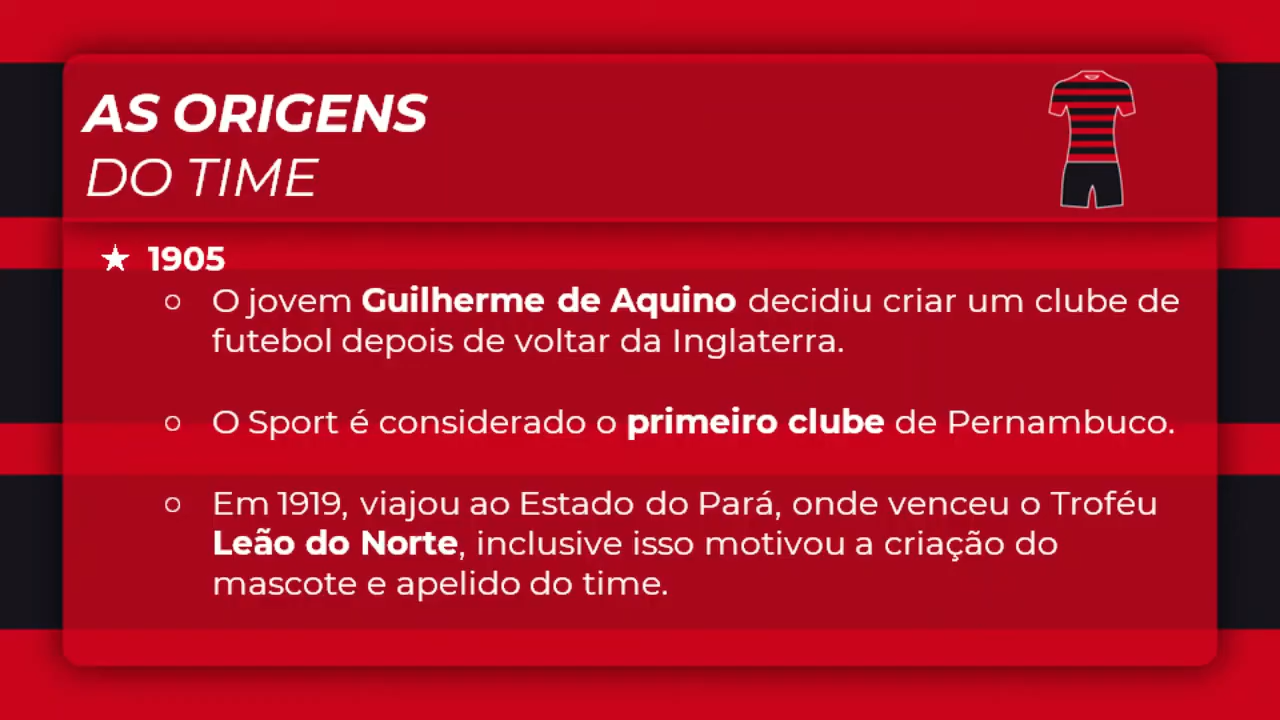 AS ORIGENS
DO TIME
★ 1905
○ O jovem Guilherme de Aquino decidiu criar um clube de
futebol depois de voltar da Inglaterra.
○ O Sport é considerado o primeiro clube de Pernambuco.
○ Em 1919, viajou ao Estado do Pará, onde venceu o Troféu
Leão do Norte, inclusive isso motivou a criação do
mascote e apelido do time.